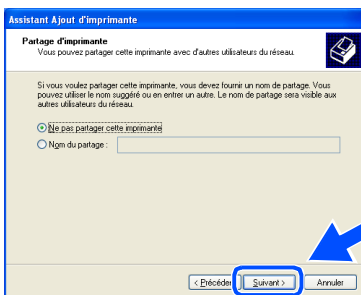 Assistant Ajout d'imprimante
Partage d'imprimante
Vous pouvez partager cette imprimante avec d'autres utilisateurs du réseau.
Si vous voulez partager cette imprimante, vous devez fournir un nom de partage. Vous
pouvez utiliser le nom suggéré ou en entrer un autre. Le nom de partage sera visible aux
autres utilisateurs du réseau.
Ne pas partager cette imprimante
Nom du partage :
< Précéden
Suivant >
Annuler